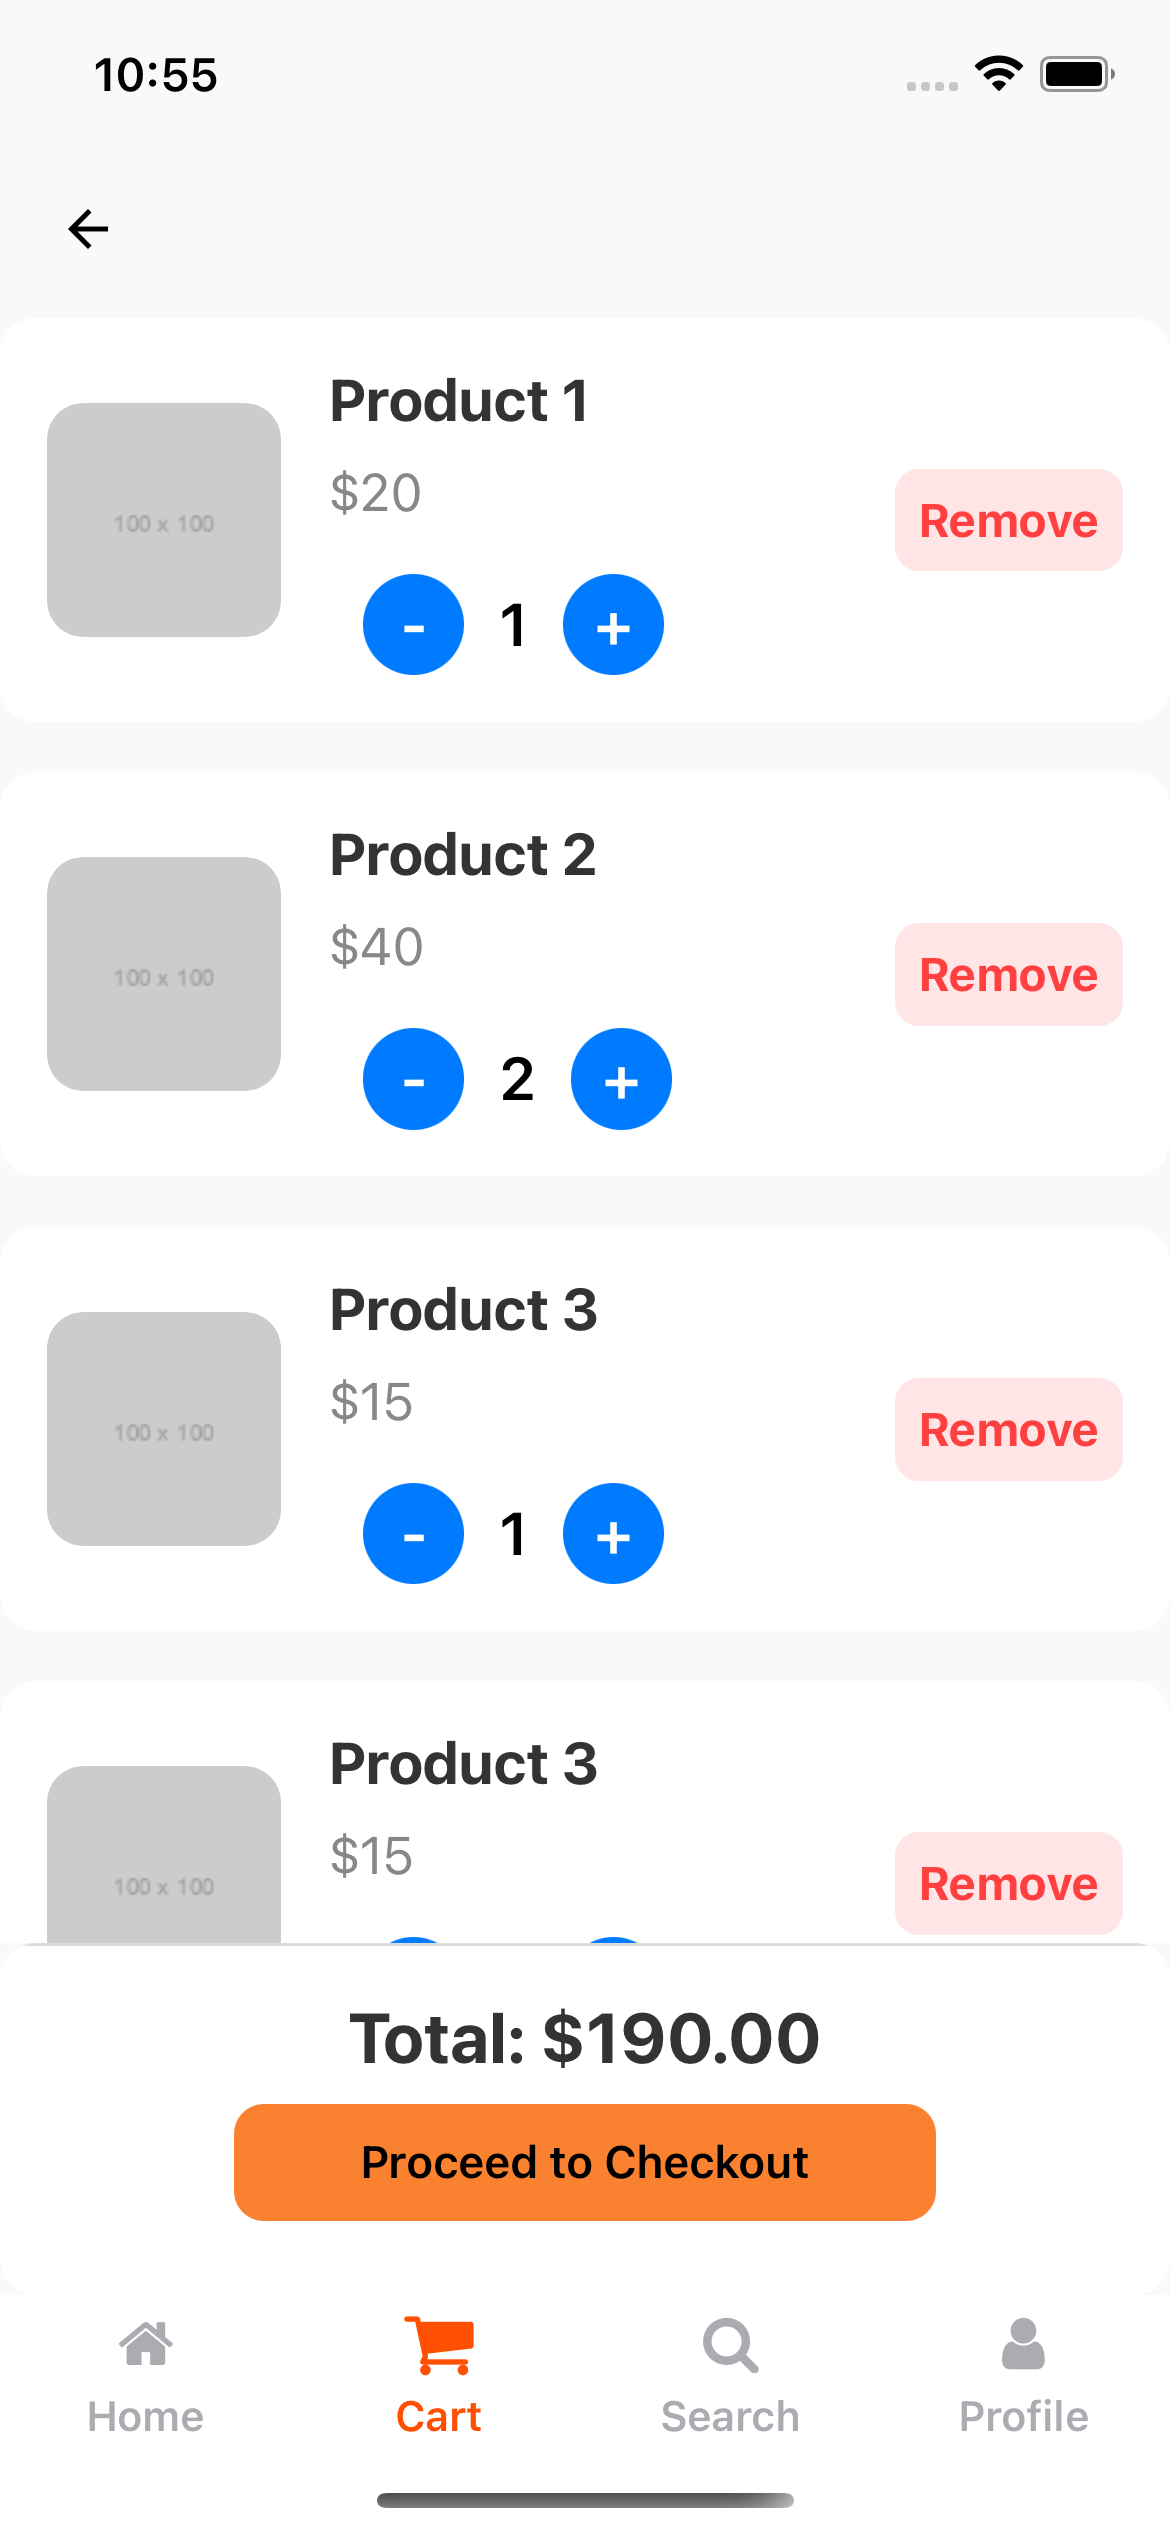 10:55
Product 1
$20
100 x 100
Remove
- 1 +
Product 2
$40
100 x 100
Remove
- 2 +
Product 3
$15
100 x 100
Remove
- 1 +
Product 3
$15
100 x 100
Remove
Total: $190.00
Proceed to Checkout
Home Cart Search Profile